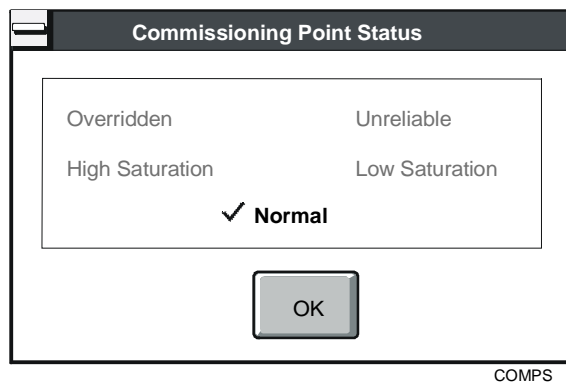 Commissioning Point Status
Overridden Unreliable
High Saturation Low Saturation
✓ Normal
OK
COMPS